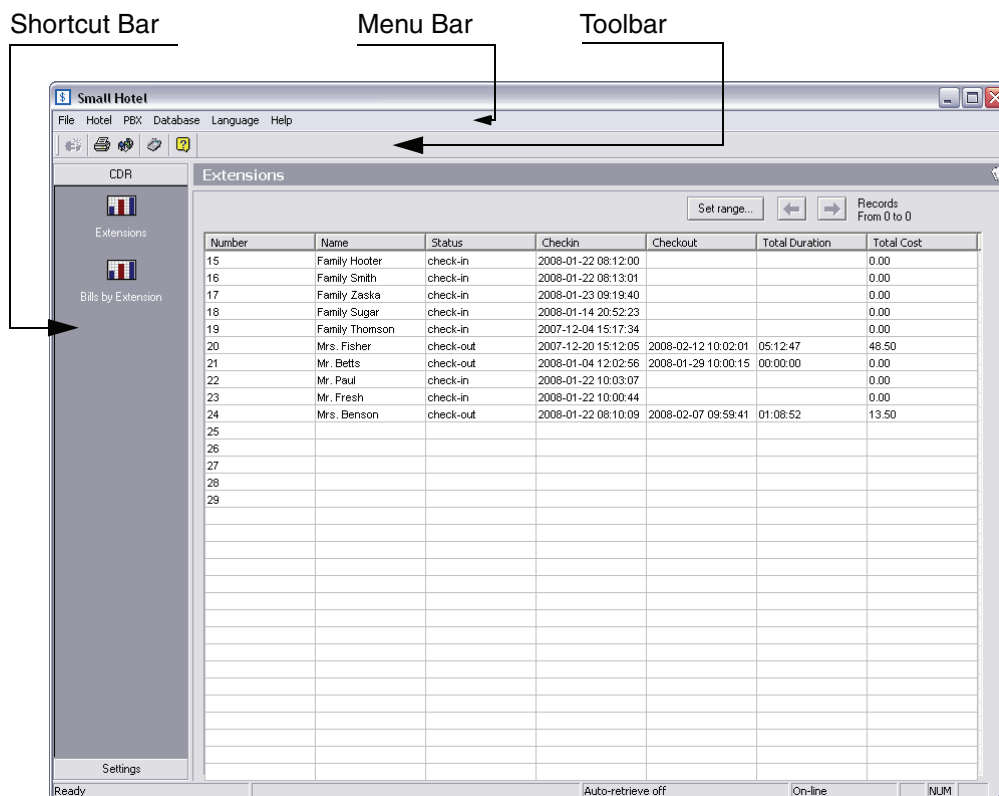 Shortcut Bar Menu Bar Toolbar
Small Hotel
File Hotel PBX Database Language Help
CDR Extensions
Set range... Records
From 0 to 0
Extensions
Bills by Extension
Number Name Status Checkin Checkout Total Duration Total Cost
15 Family Hooter check-in 2008-01-22 08:12:00 0.00
16 Family Smith check-in 2008-01-22 08:13:01 0.00
17 Family Zaska check-in 2008-01-23 09:19:40 0.00
18 Family Sugar check-in 2008-01-14 20:52:23 0.00
19 Family Thomson check-in 2007-12-04 15:17:34 0.00
20 Mrs. Fisher check-out 2007-12-20 15:12:05 2008-02-12 10:02:01 05:12:47 48.50
21 Mr. Betts check-out 2008-01-04 12:02:56 2008-01-29 10:00:15 00:00:00 0.00
22 Mr. Paul check-in 2008-01-22 10:03:07 0.00
23 Mr. Fresh check-in 2008-01-22 10:00:44 0.00
24 Mrs. Benson check-out 2008-01-22 08:10:09 2008-02-07 09:59:41 01:08:52 13.50
25
26
27
28
29
Settings
Ready Auto-retrieve off On-line NUM